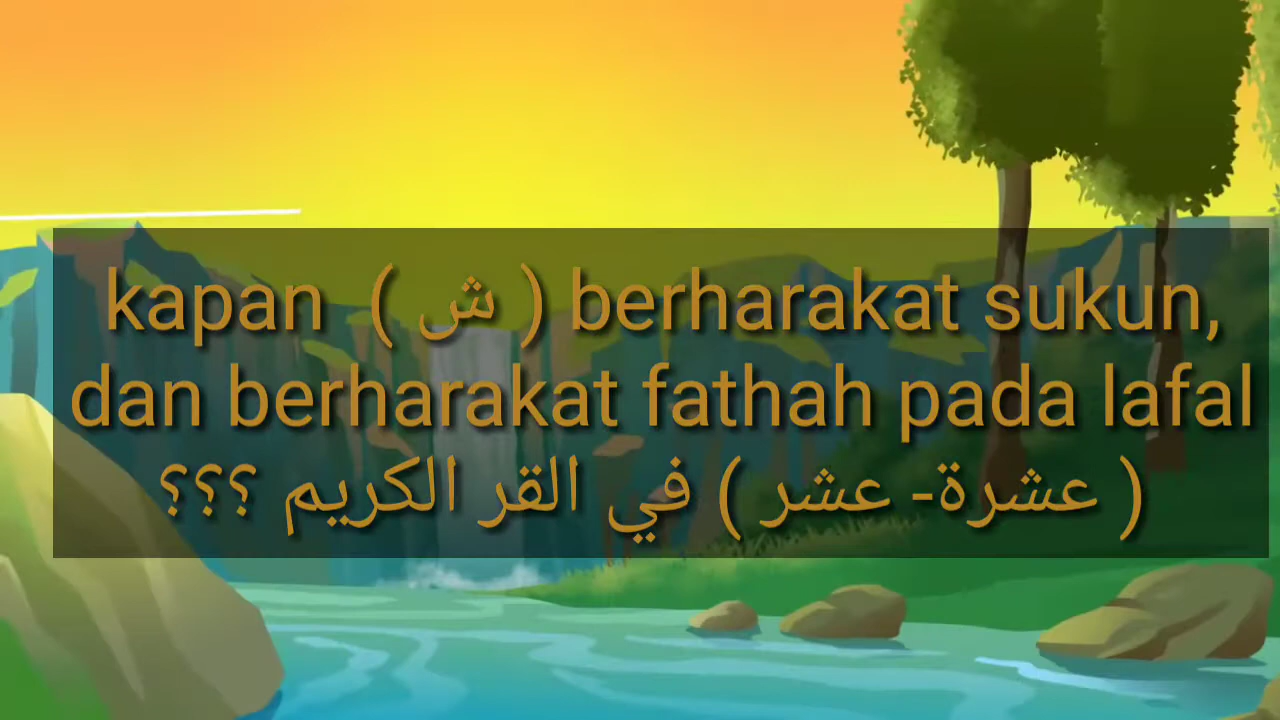 kapan ( ش ) berharakat sukun,
dan berharakat fathah pada lafal
( عشرة- عشر ) في القر الكريم ؟؟؟